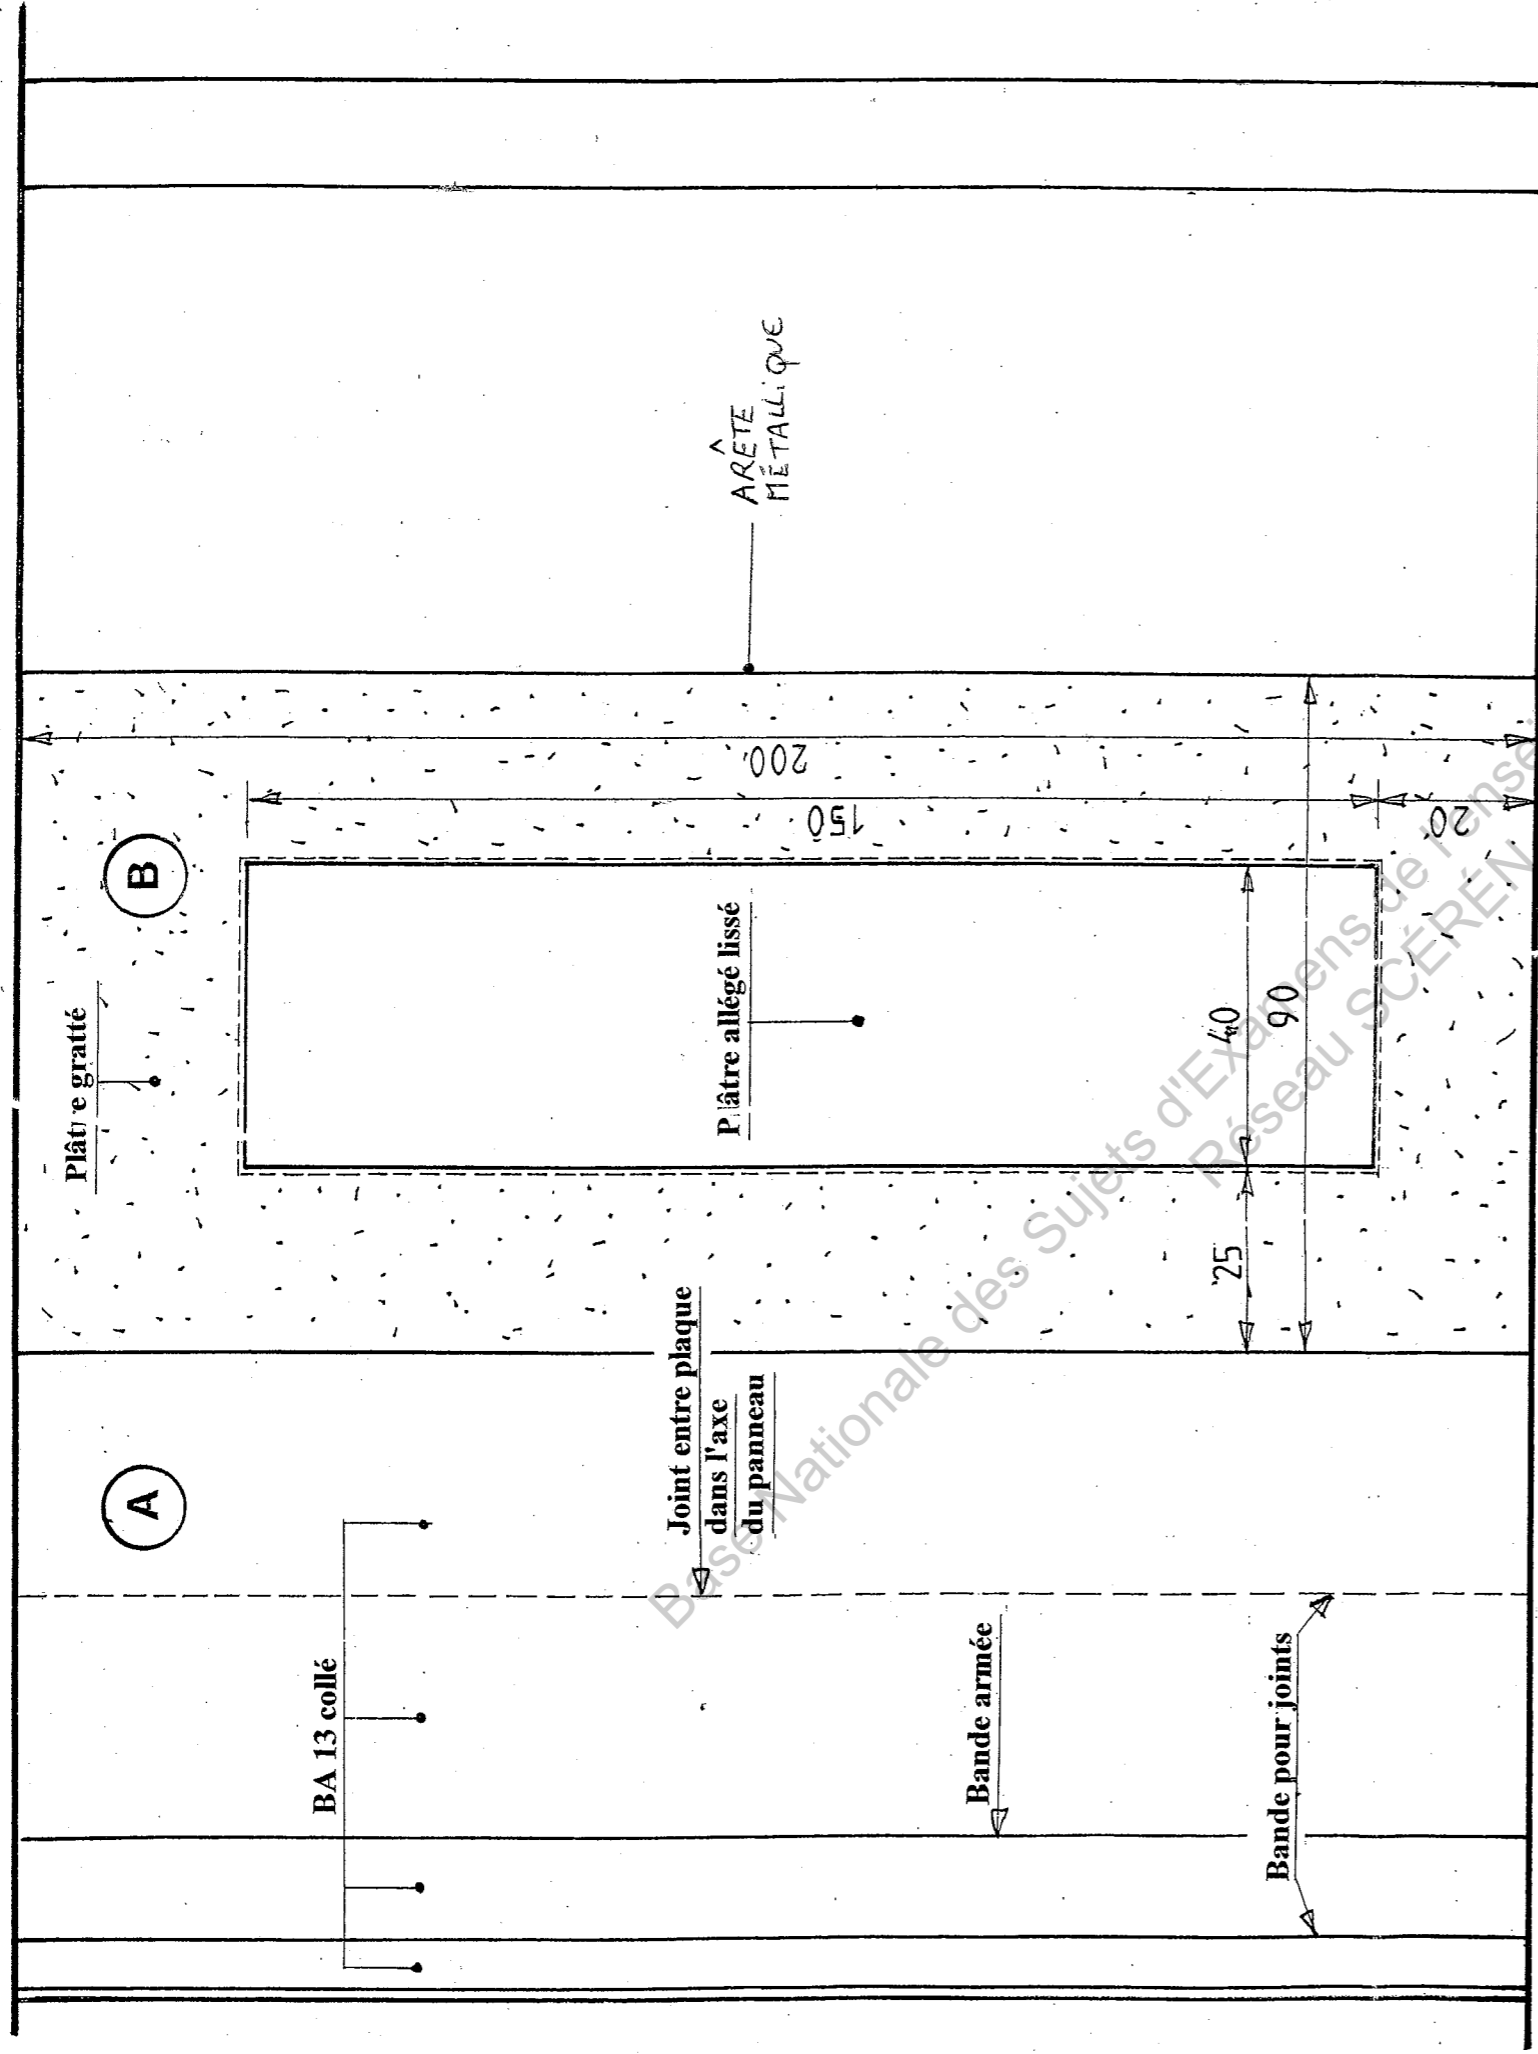 A
B
BA 13 collé
Joint entre plaque
dans l'axe
du panneau
Bande armée
Bande pour joints
Plâtre gratté
Plâtre allégé lissé
ARÊTE
MÉTALLIQUE
200
150
20
40
90
25
Base Nationale des Sujets d'Examens de l'ensei
Réseau SCÉRÉN